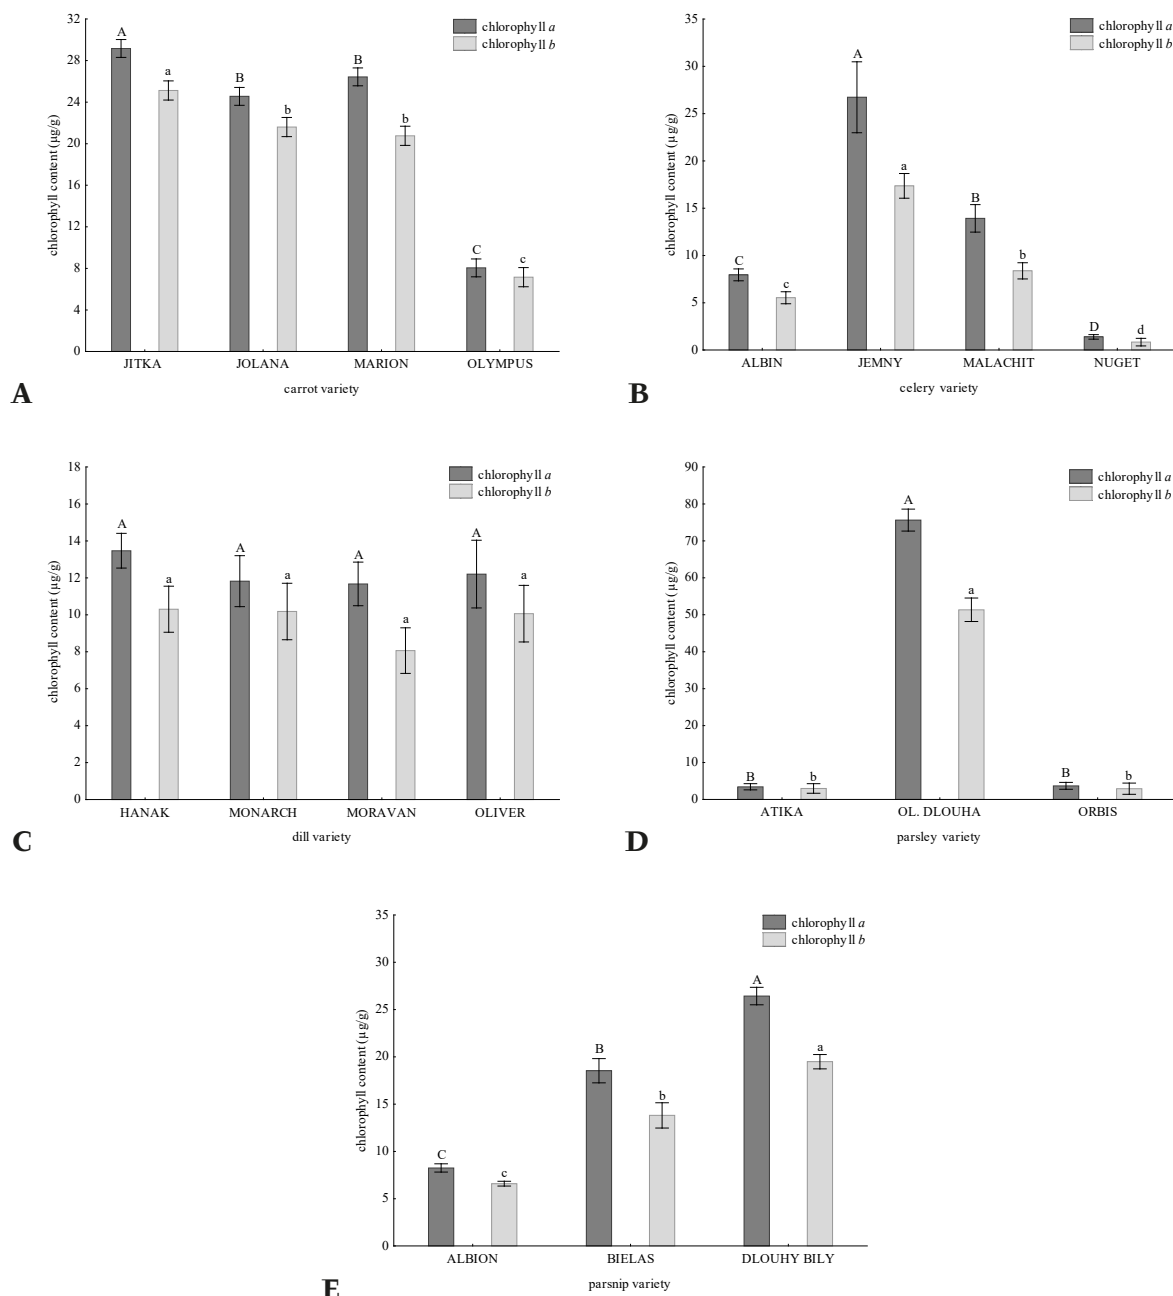 32
28
24
20
16
12
8
4
0
chlorophyll content (µg/g)
chlorophyll a
chlorophyll b
A
a
B
b
B
b
C
c
JITKA JOLANA MARION OLYMPUS
carrot variety
A
35
30
25
20
15
10
5
0
chlorophyll content (µg/g)
chlorophyll a
chlorophyll b
C
c
A
a
B
b
D
d
ALBIN JEMNY MALACHIT NUGET
celery variety
B
18
16
14
12
10
8
6
4
2
0
chlorophyll content (µg/g)
chlorophyll a
chlorophyll b
A
a
A
a
A
a
A
a
HANAK MONARCH MORAVAN OLIVER
dill variety
C
90
80
70
60
50
40
30
20
10
0
chlorophyll content (µg/g)
chlorophyll a
chlorophyll b
B
b
A
a
B
b
ATIKA OL. DLOUHA ORBIS
parsley variety
D
35
30
25
20
15
10
5
0
chlorophyll content (µg/g)
chlorophyll a
chlorophyll b
C
c
B
b
A
a
ALBION BIELAS DLOUHY BILY
parsnip variety
E